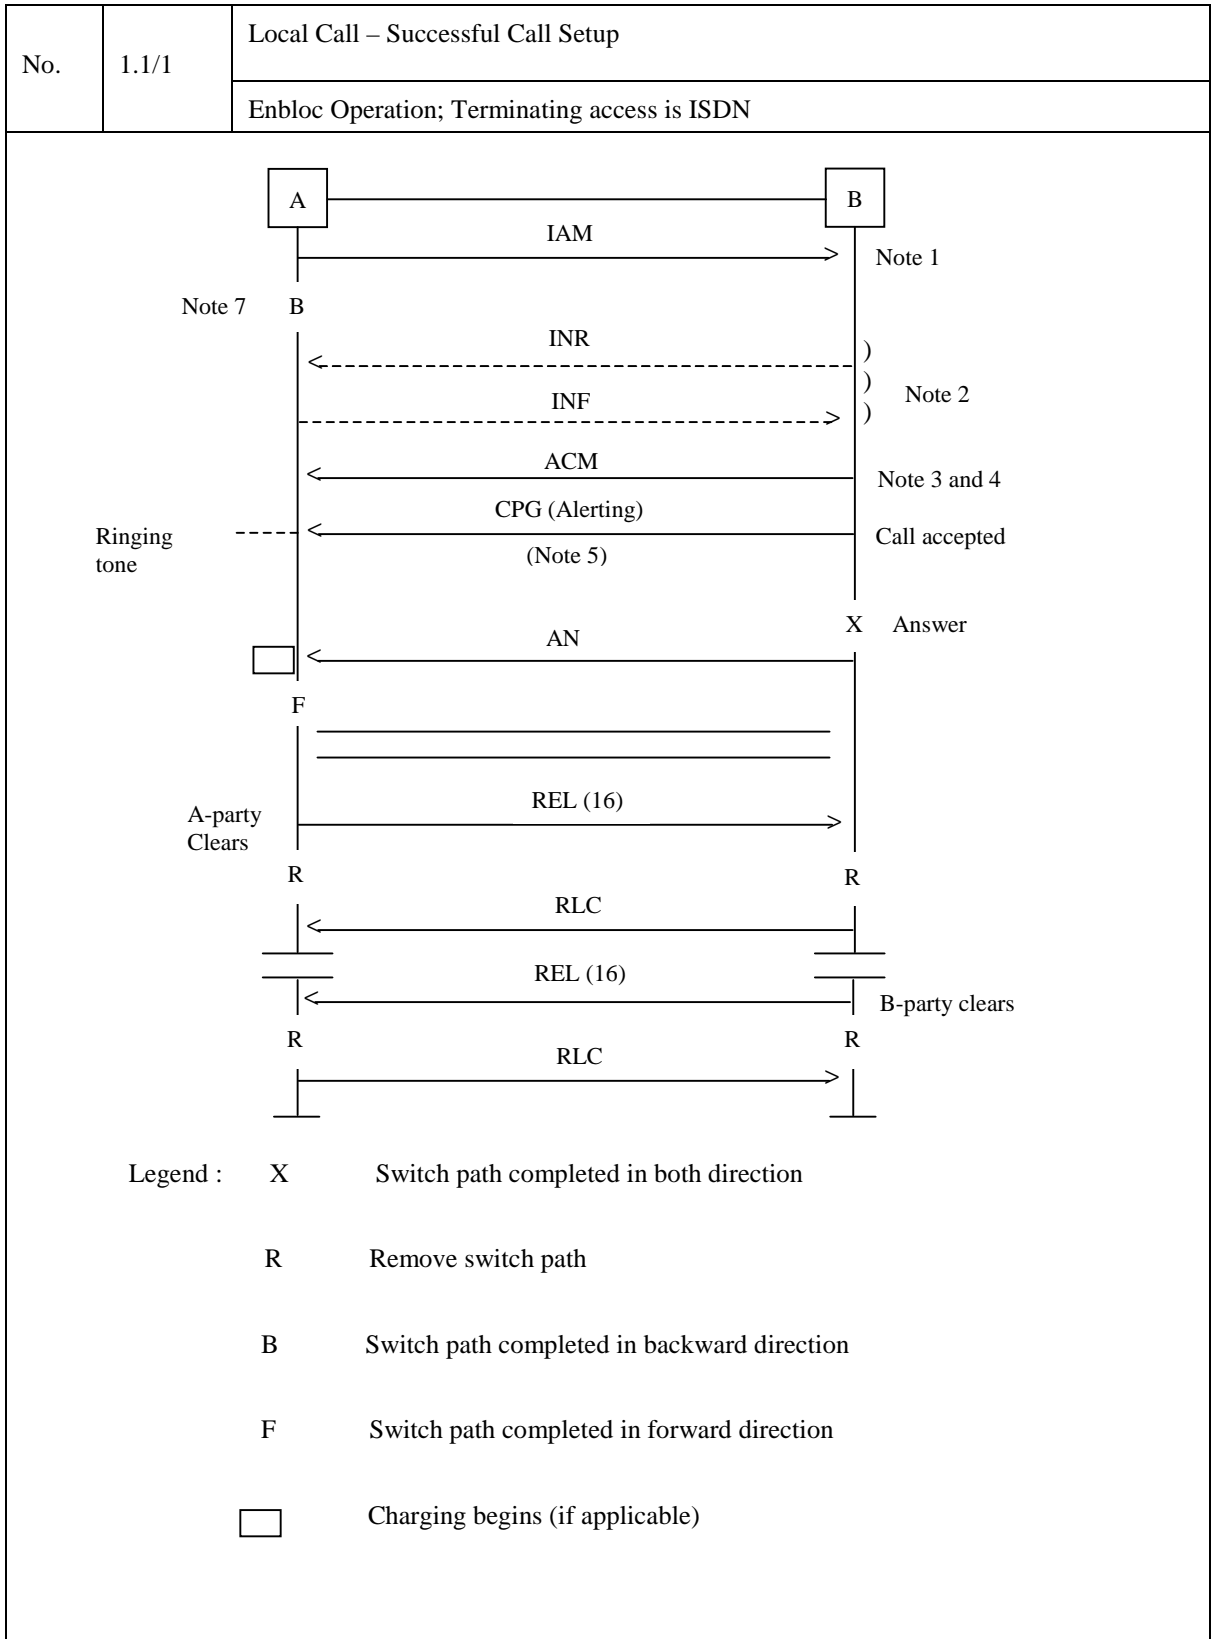 No.
1.1/1
Local Call – Successful Call Setup
Enbloc Operation; Terminating access is ISDN
A
B
IAM
Note 1
Note 7
B
INR
)
)
)
Note 2
INF
ACM
Note 3 and 4
CPG (Alerting)
Ringing
tone
Call accepted
(Note 5)
X
Answer
AN
F
REL (16)
A-party
Clears
R
R
RLC
REL (16)
B-party clears
R
R
RLC
Legend : X Switch path completed in both direction
R Remove switch path
B Switch path completed in backward direction
F Switch path completed in forward direction
Charging begins (if applicable)